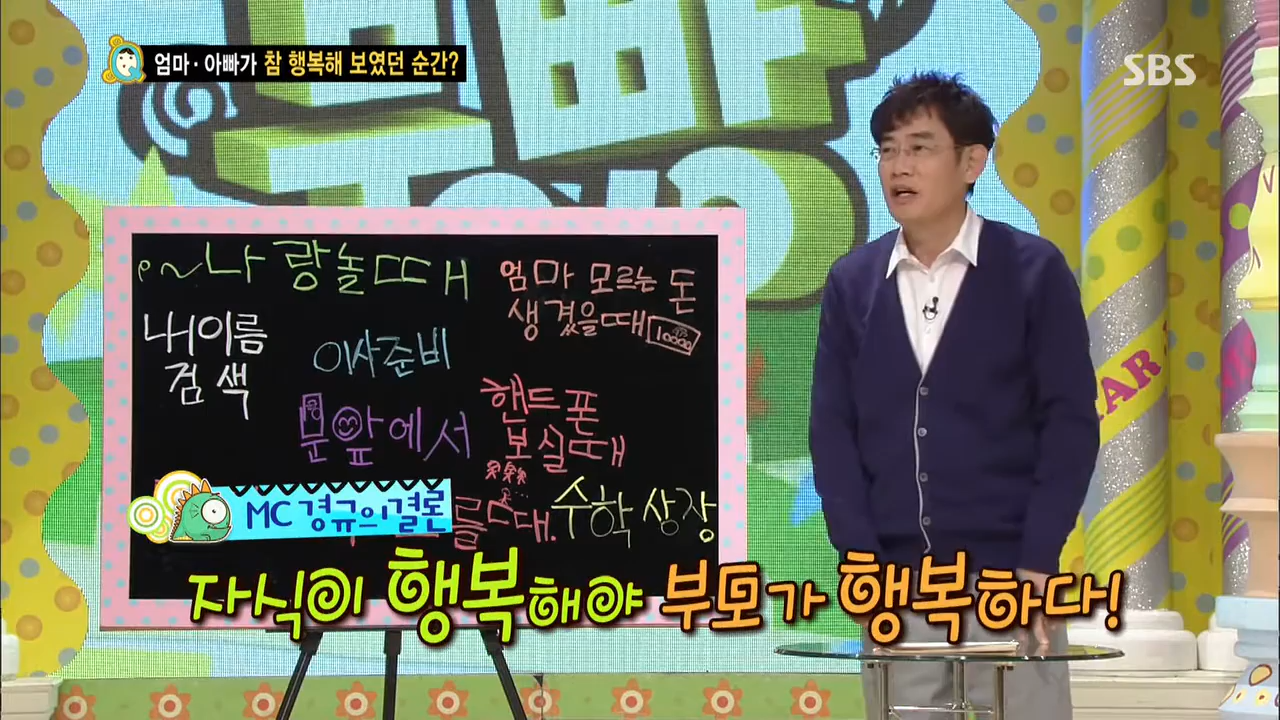 엄마·아빠가 참 행복해 보였던 순간?
SBS
나랑놀때
엄마 모르는 돈
생겼을때
10000
내이름
검색
이사준비
핸드폰
보실때
문앞에서
수학 상장
를때.
MC 경규의 결론
자식이 행복해야 부모가 행복하다!
TAR